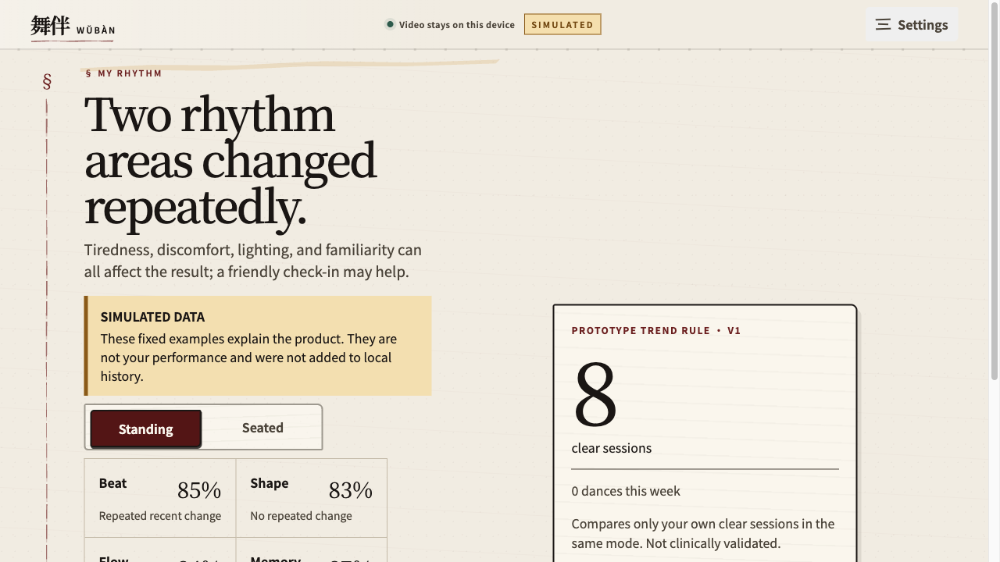 舞伴 WŬBÀN
Video stays on this device
SIMULATED
Settings
§
§ MY RHYTHM
Two rhythm
areas changed
repeatedly.
Tiredness, discomfort, lighting, and familiarity can
all affect the result; a friendly check-in may help.
SIMULATED DATA
These fixed examples explain the product. They are
not your performance and were not added to local
history.
Standing
Seated
Beat 85%
Repeated recent change
Shape 83%
No repeated change
Flow
Memory
PROTOTYPE TREND RULE • V1
8
clear sessions
0 dances this week
Compares only your own clear sessions in the
same mode. Not clinically validated.